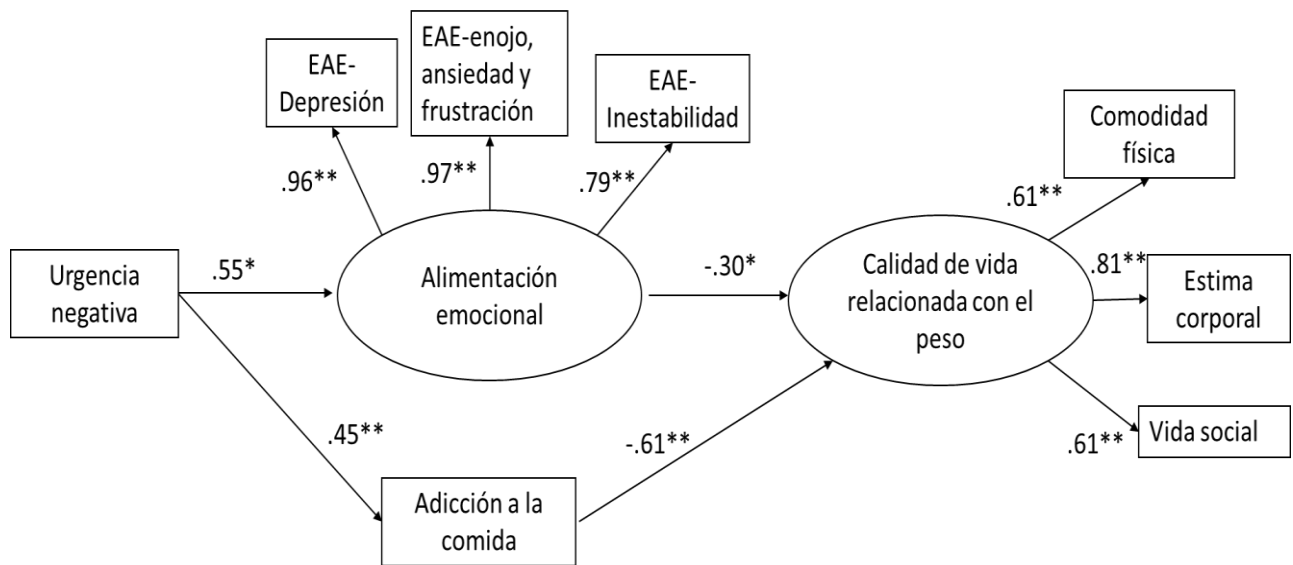 EAE-
Depresión
EAE-enojo,
ansiedad y
frustración
EAE-
Inestabilidad
Comodidad
física
.96**
.97**
.79**
.61**
Urgencia
negativa
.55*
Alimentación
emocional
-.30*
Calidad de vida
relacionada con el
peso
.81**
Estima
corporal
.45**
-.61**
.61**
Vida social
Adicción a la
comida